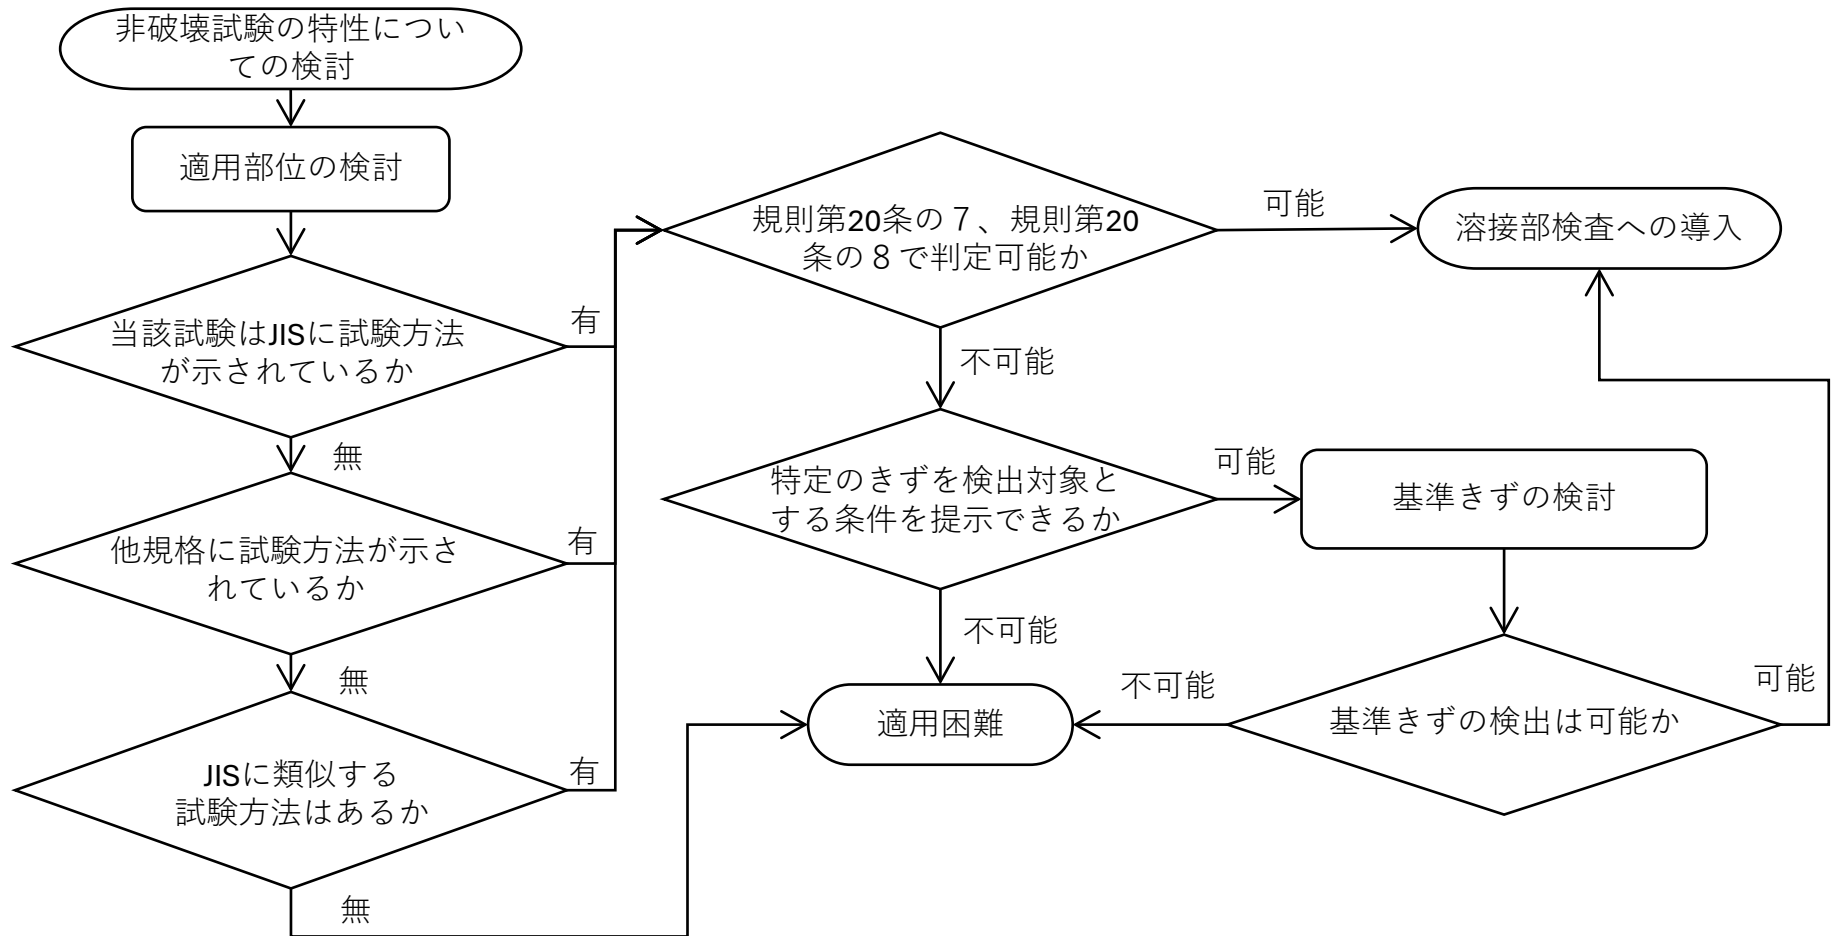 非破壊試験の特性につい
ての検討
適用部位の検討
当該試験はJISに試験方法
が示されているか
有
無
他規格に試験方法が示さ
れているか
有
無
JISに類似する
試験方法はあるか
有
無
規則第20条の７、規則第20
条の８で判定可能か
可能
不可能
溶接部検査への導入
特定のきずを検出対象と
する条件を提示できるか
可能
不可能
基準きずの検討
適用困難
不可能
基準きずの検出は可能か
可能